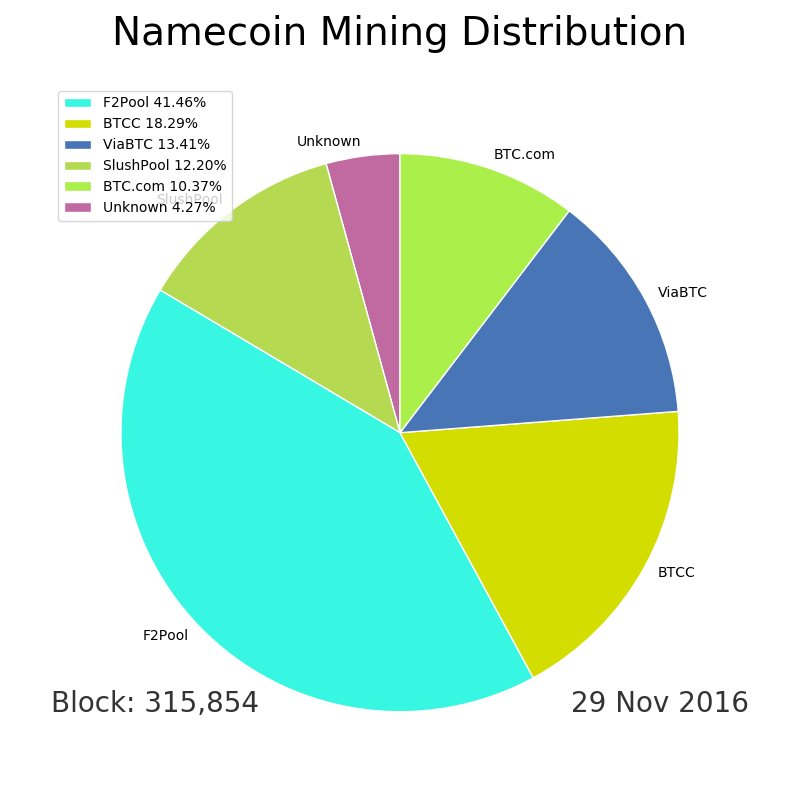 Namecoin Mining Distribution
F2Pool 41.46%
BTCC 18.29%
ViaBTC 13.41%
SlushPool 12.20%
BTC.com 10.37%
Unknown 4.27%
Unknown
BTC.com
SlushPool
ViaBTC
BTCC
F2Pool
Block: 315,854
29 Nov 2016